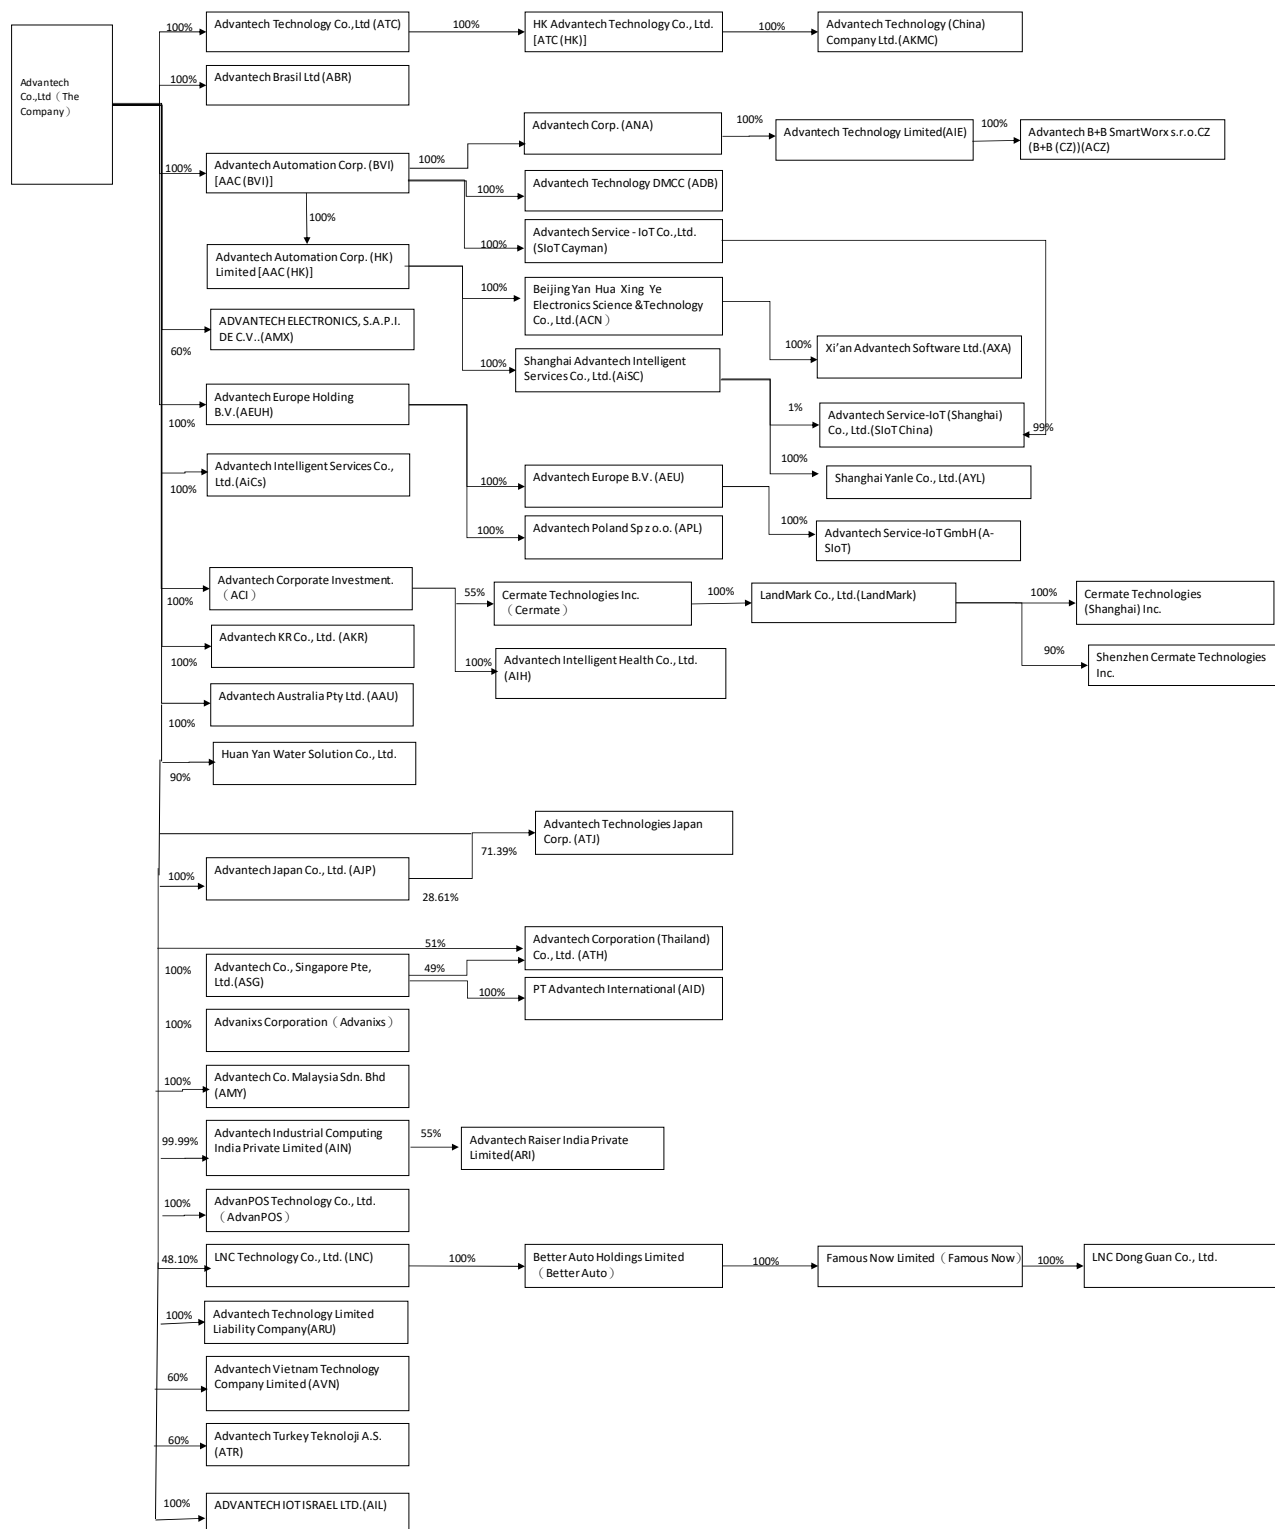 Advantech
Co.,Ltd（The
Company）
100%
Advantech Technology Co.,Ltd (ATC)
100%
HK Advantech Technology Co., Ltd.
[ATC (HK)]
100%
Advantech Technology (China)
Company Ltd.(AKMC)
100%
Advantech Brasil Ltd (ABR)
100%
Advantech Automation Corp. (BVI)
[AAC (BVI)]
100%
Advantech Corp. (ANA)
100%
Advantech Technology Limited(AIE)
100%
Advantech B+B SmartWorx s.r.o.CZ
(B+B (CZ))(ACZ)
100%
Advantech Technology DMCC (ADB)
100%
Advantech Service - IoT Co.,Ltd.
(SIoT Cayman)
100%
Advantech Automation Corp. (HK)
Limited [AAC (HK)]
100%
Beijing Yan Hua Xing Ye
Electronics Science &Technology
Co., Ltd.(ACN）
100%
Xi'an Advantech Software Ltd.(AXA)
60%
ADVANTECH ELECTRONICS, S.A.P.I.
DE C.V..(AMX)
100%
Shanghai Advantech Intelligent
Services Co., Ltd.(AiSC)
1%
Advantech Service-IoT (Shanghai)
Co., Ltd.(SIoT China)
99%
100%
Shanghai Yanle Co., Ltd.(AYL)
100%
Advantech Europe Holding
B.V.(AEUH)
100%
Advantech Intelligent Services Co.,
Ltd.(AiCs)
100%
Advantech Europe B.V. (AEU)
100%
Advantech Poland Sp z o.o. (APL)
100%
Advantech Service-IoT GmbH (A-
SIoT)
100%
Advantech Corporate Investment.
（ACI）
55%
Cermate Technologies Inc.
（Cermate）
100%
LandMark Co., Ltd.(LandMark)
100%
Cermate Technologies
(Shanghai) Inc.
90%
Shenzhen Cermate Technologies
Inc.
100%
Advantech KR Co., Ltd. (AKR)
100%
Advantech Intelligent Health Co., Ltd.
(AIH)
100%
Advantech Australia Pty Ltd. (AAU)
90%
Huan Yan Water Solution Co., Ltd.
71.39%
Advantech Technologies Japan
Corp. (ATJ)
100%
Advantech Japan Co., Ltd. (AJP)
28.61%
51%
Advantech Corporation (Thailand)
Co., Ltd. (ATH)
100%
Advantech Co., Singapore Pte,
Ltd.(ASG)
49%
100%
PT Advantech International (AID)
100%
Advanixs Corporation（Advanixs）
100%
Advantech Co. Malaysia Sdn. Bhd
(AMY)
99.99%
Advantech Industrial Computing
India Private Limited (AIN)
55%
Advantech Raiser India Private
Limited(ARI)
100%
AdvanPOS Technology Co., Ltd.
（AdvanPOS）
48.10%
LNC Technology Co., Ltd. (LNC)
100%
Better Auto Holdings Limited
（Better Auto）
100%
Famous Now Limited（Famous Now）
100%
LNC Dong Guan Co., Ltd.
100%
Advantech Technology Limited
Liability Company(ARU)
60%
Advantech Vietnam Technology
Company Limited (AVN)
60%
Advantech Turkey Teknoloji A.S.
(ATR)
100%
ADVANTECH IOT ISRAEL LTD.(AIL)